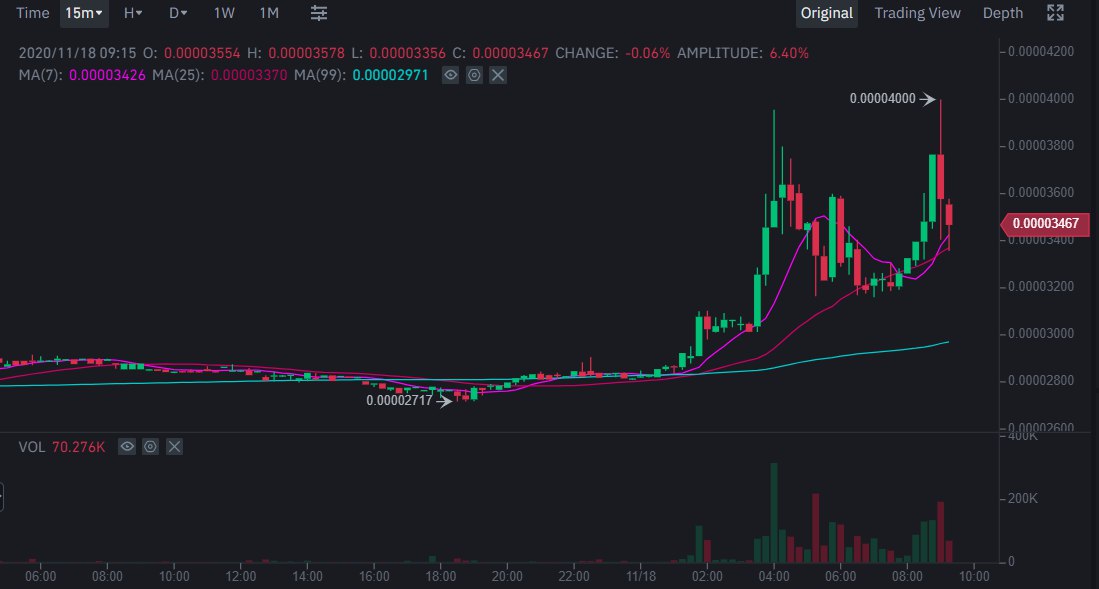 Time 15m H D 1W 1M Original Trading View Depth
2020/11/18 09:15 O: 0.00003554 H: 0.00003578 L: 0.00003356 C: 0.00003467 CHANGE: -0.06% AMPLITUDE: 6.40%
MA(7): 0.00003426 MA(25): 0.00003370 MA(99): 0.00002971
0.00004200
0.00004000
0.00004000
0.00003800
0.00003600
0.00003467
0.00003400
0.00003200
0.00003000
0.00002800
0.00002717
0.00002600
VOL 70.276K
400K
200K
0
06:00 08:00 10:00 12:00 14:00 16:00 18:00 20:00 22:00 11/18 02:00 04:00 06:00 08:00 10:00